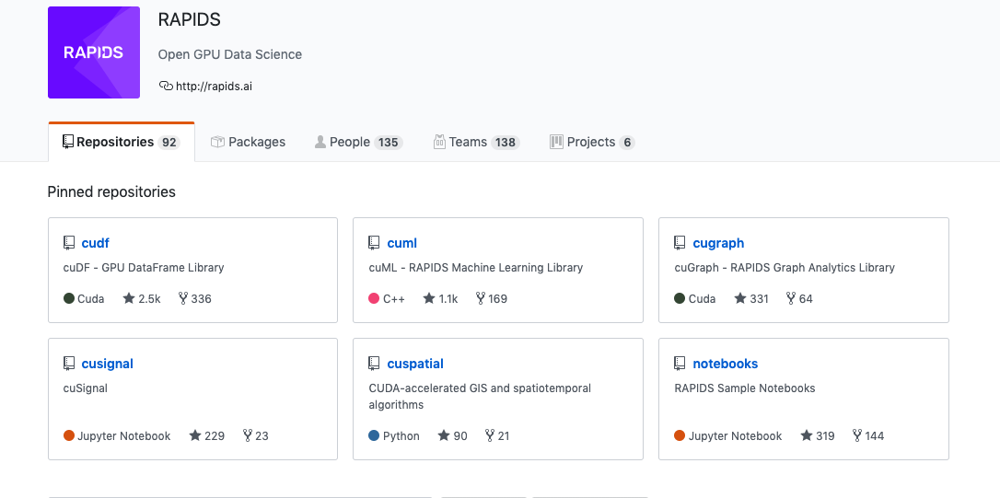 RAPIDS
RAPIDS
Open GPU Data Science
http://rapids.ai
Repositories 92 Packages People 135 Teams 138 Projects 6
Pinned repositories
cudf
cuDF - GPU DataFrame Library
Cuda 2.5k 336
cuml
cuML - RAPIDS Machine Learning Library
C++ 1.1k 169
cugraph
cuGraph - RAPIDS Graph Analytics Library
Cuda 331 64
cusignal
cuSignal
Jupyter Notebook 229 23
cuspatial
CUDA-accelerated GIS and spatiotemporal
algorithms
Python 90 21
notebooks
RAPIDS Sample Notebooks
Jupyter Notebook 319 144